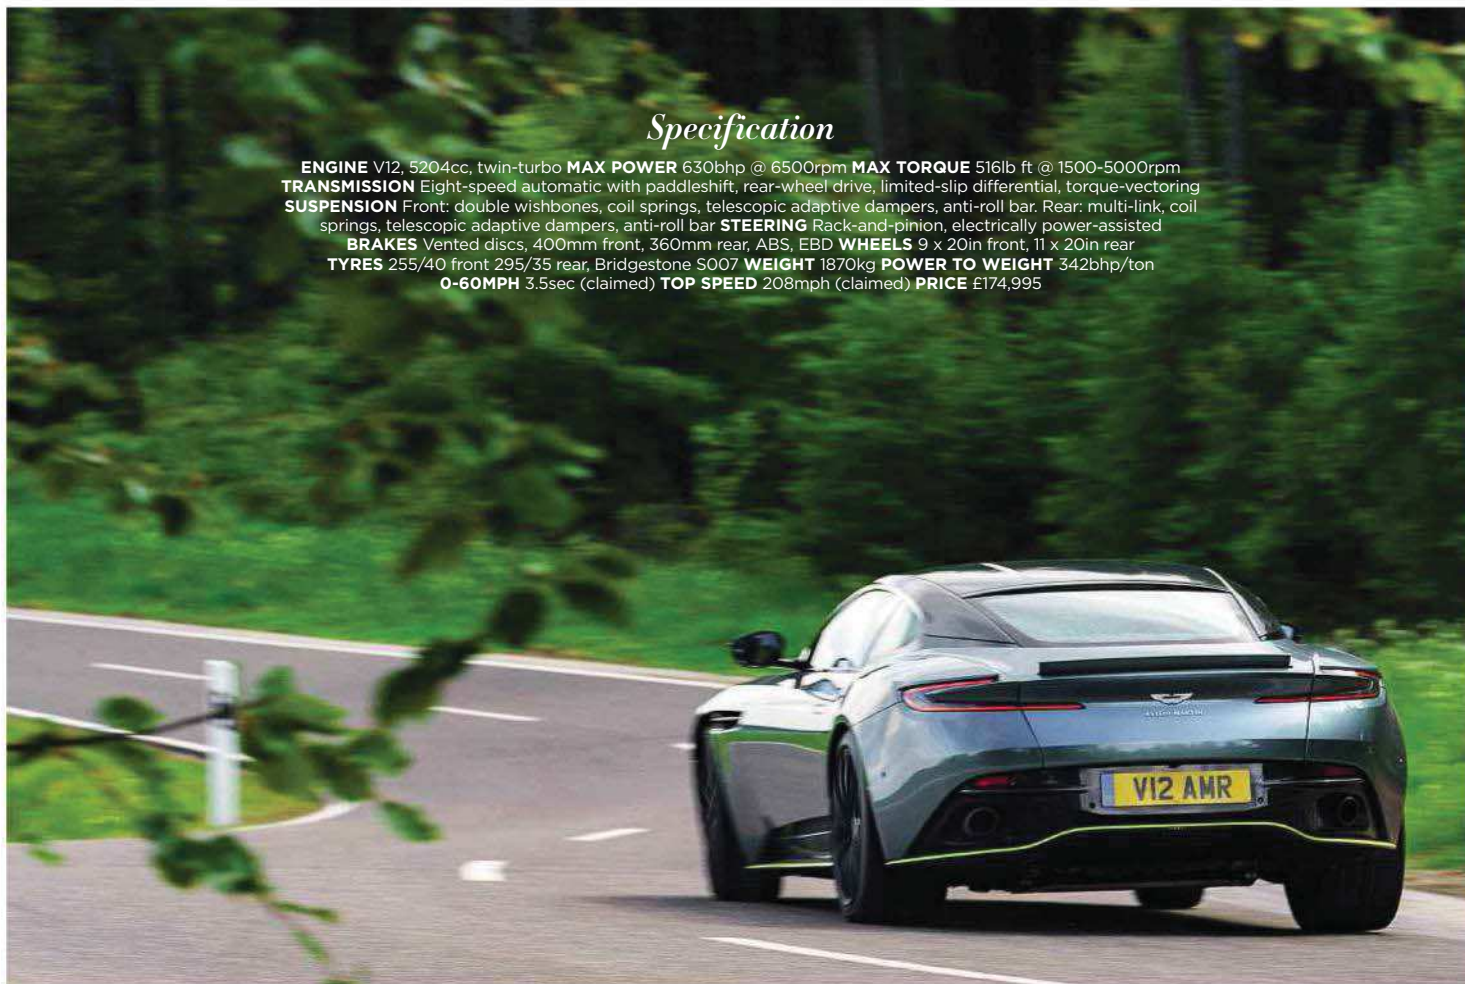 Specification
ENGINE V12, 5204cc, twin-turbo MAX POWER 630bhp @ 6500rpm MAX TORQUE 516lb ft @ 1500-5000rpm
TRANSMISSION Eight-speed automatic with paddleshift, rear-wheel drive, limited-slip differential, torque-vectoring
SUSPENSION Front: double wishbones, coil springs, telescopic adaptive dampers, anti-roll bar. Rear: multi-link, coil
springs, telescopic adaptive dampers, anti-roll bar STEERING Rack-and-pinion, electrically power-assisted
BRAKES Vented discs, 400mm front, 360mm rear, ABS, EBD WHEELS 9 x 20in front, 11 x 20in rear
TYRES 255/40 front 295/35 rear, Bridgestone S007 WEIGHT 1870kg POWER TO WEIGHT 342bhp/ton
0-60MPH 3.5sec (claimed) TOP SPEED 208mph (claimed) PRICE £174,995
ASTON MARTIN
V12 AMR